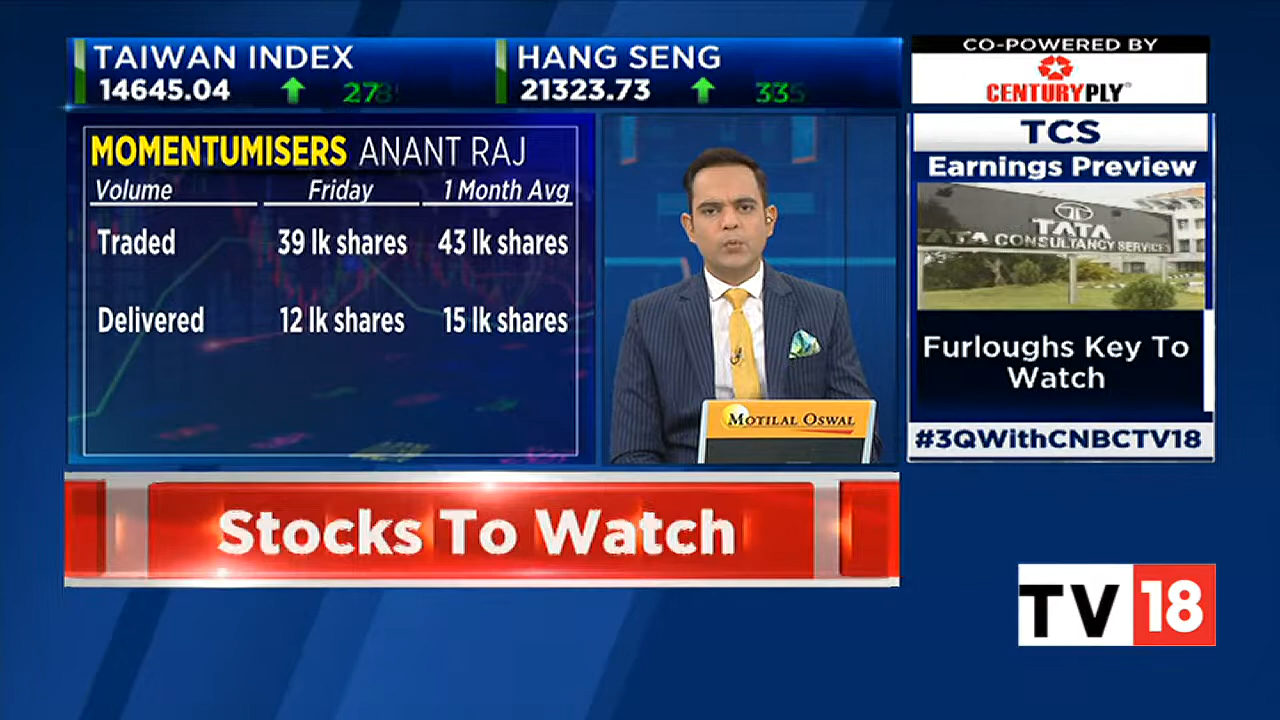 TAIWAN INDEX
14645.04
HANG SENG
21323.73
CO-POWERED BY
CENTURYPLY
MOMENTUMISERS ANANT RAJ
Volume Friday 1 Month Avg
Traded 39 lk shares 43 lk shares
Delivered 12 lk shares 15 lk shares
MOTILAL OSWAL
TCS
Earnings Preview
TATA
TATA CONSULTANCY SERVICES
Furloughs Key To
Watch
#3QWithCNBCTV18
Stocks To Watch
TV18